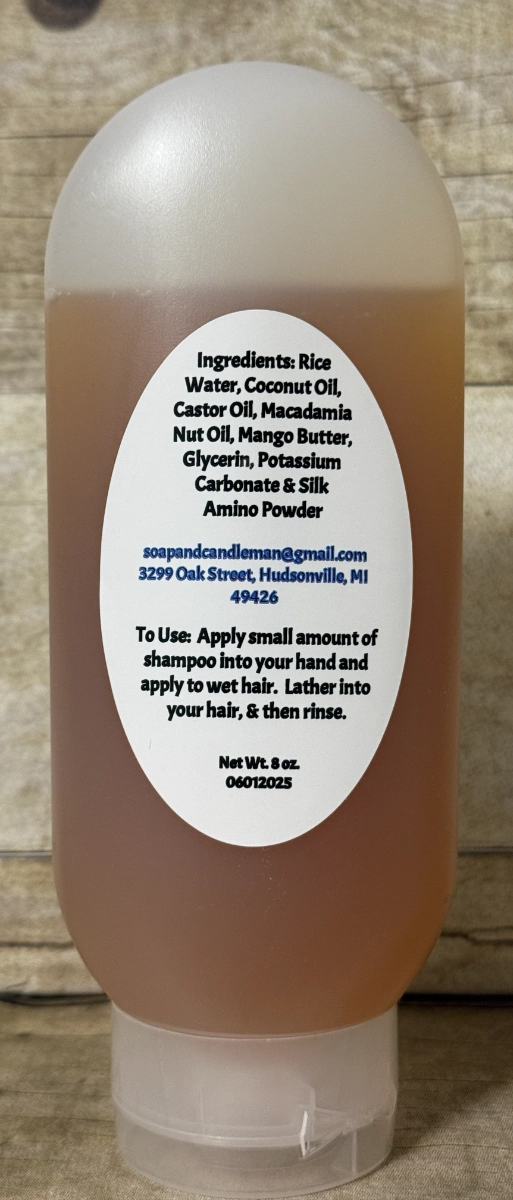 Ingredients: Rice
Water, Coconut Oil,
Castor Oil, Macadamia
Nut Oil, Mango Butter,
Glycerin, Potassium
Carbonate & Silk
Amino Powder
soapandcandleman@gmail.com
3299 Oak Street, Hudsonville, MI
49426
To Use: Apply small amount of
shampoo into your hand and
apply to wet hair. Lather into
your hair, & then rinse.
Net Wt. 8 oz.
06012025